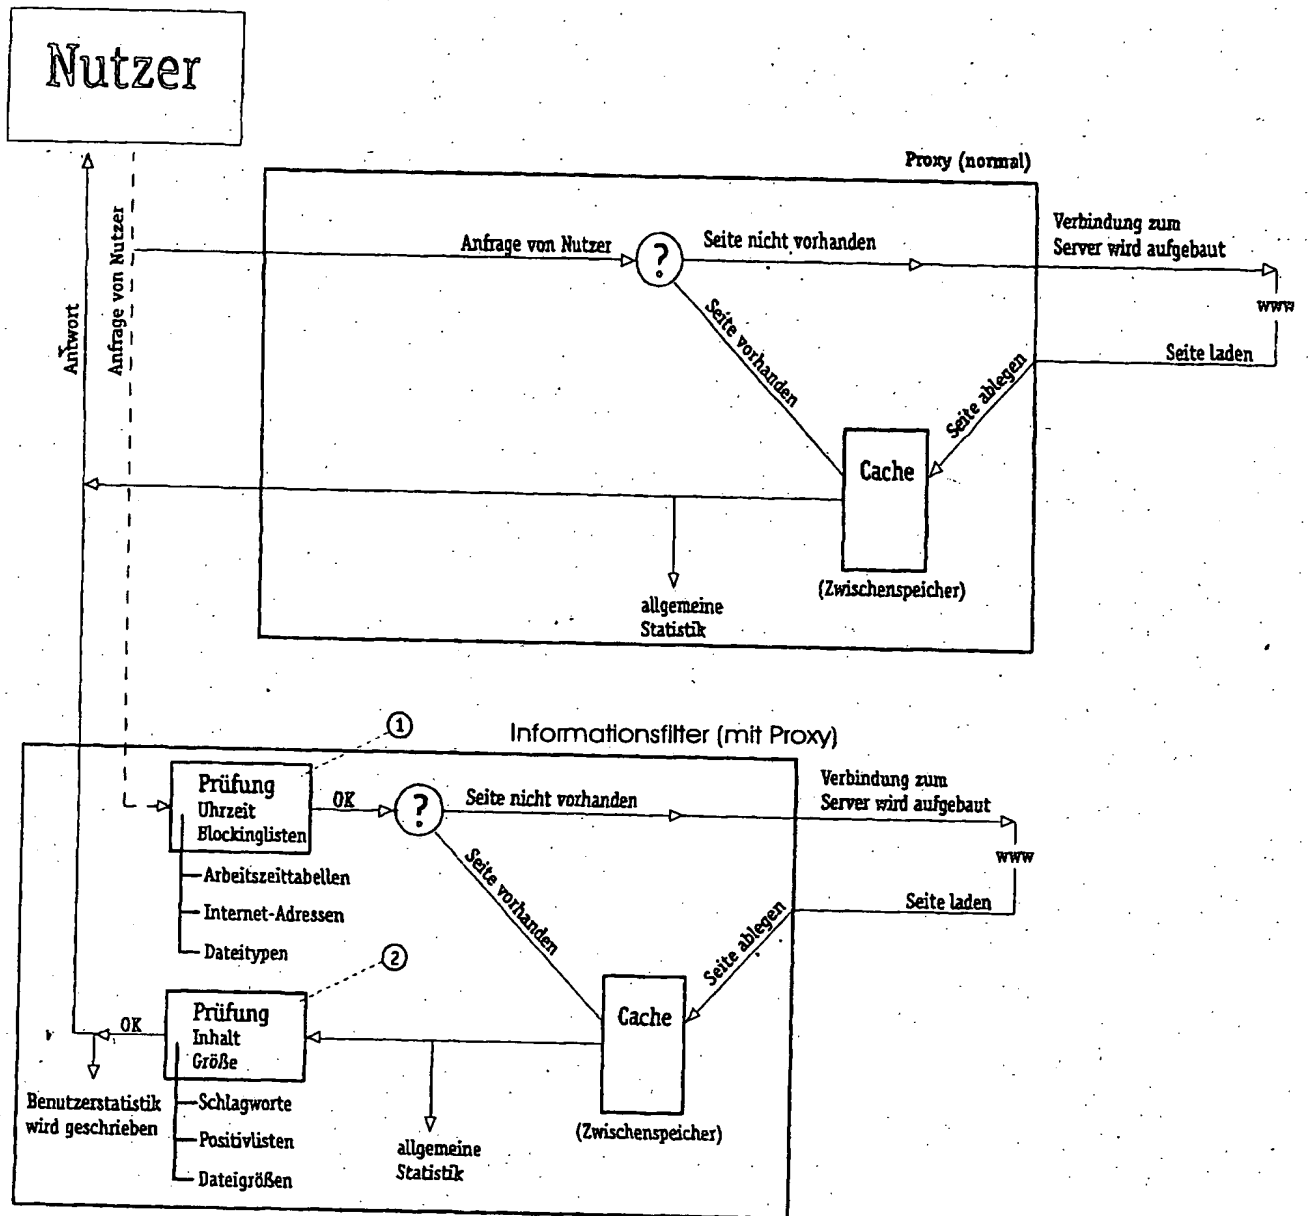 Nutzer
Proxy (normal)
Anfrage von Nutzer
Antwort
Anfrage von Nutzer
?
Seite nicht vorhanden
Verbindung zum
Server wird aufgebaut
www
Seite laden
Seite vorhanden
Seite ablegen
Cache
(Zwischenspeicher)
allgemeine
Statistik
Informationsfilter (mit Proxy)
1
Prüfung
Uhrzeit
Blockinglisten
Arbeitszeittabellen
Internet-Adressen
Dateitypen
OK
?
Seite nicht vorhanden
Verbindung zum
Server wird aufgebaut
www
Seite laden
Seite vorhanden
Seite ablegen
2
Prüfung
Inhalt
Größe
Schlagworte
Positivlisten
Dateigrößen
OK
Benutzerstatistik
wird geschrieben
allgemeine
Statistik
Cache
(Zwischenspeicher)